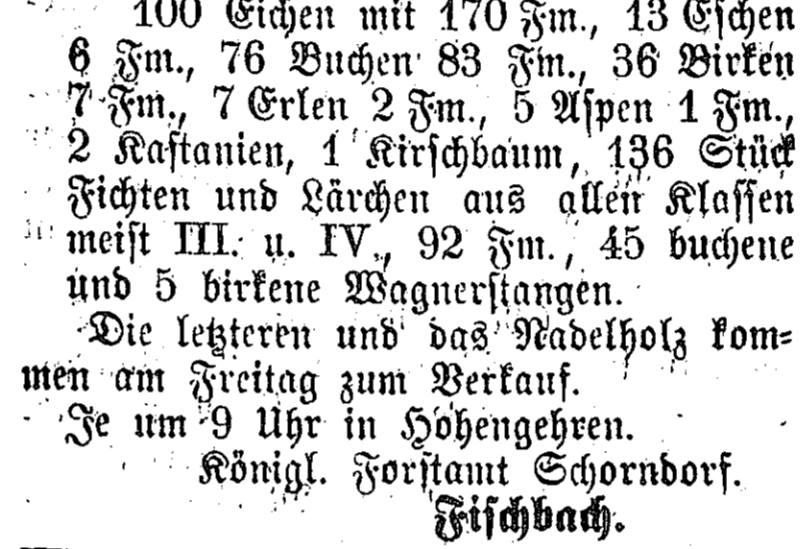 100 Eichen mit 170 Fm., 13 Eschen
6 Fm., 76 Buchen 83 Fm., 36 Birken
7 Fm., 7 Erlen 2 Fm., 5 Aspen 1 Fm.,
2 Kastanien, 1 Kirschbaum, 136 Stück
Fichten und Lärchen aus allen Klassen
meist III. u. IV., 92 Fm., 45 buchene
und 5 birkene Wagnerstangen.
Die letzteren und das Nadelholz kom-
men am Freitag zum Verkauf.
Je um 9 Uhr in Hohengehren.
Königl. Forstamt Schorndorf.
Fischbach.